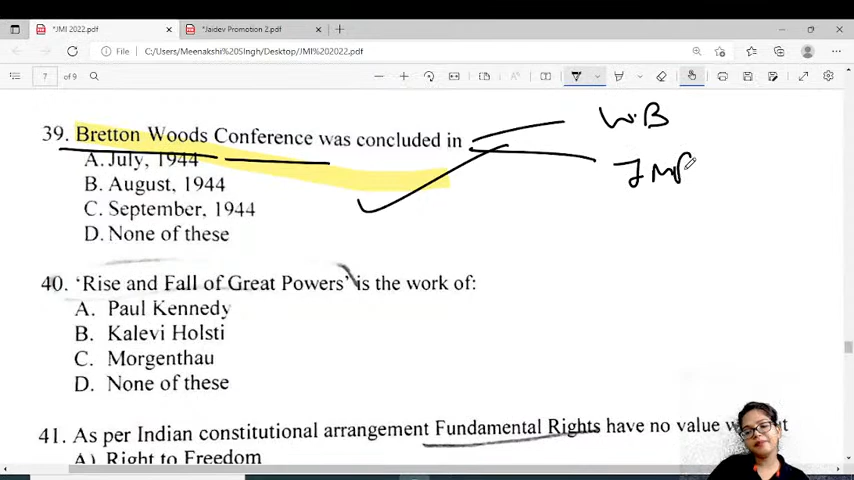 *JMI 2022.pdf
*Jaidev Promotion 2.pdf
File | C:/Users/Meenakshi%20SIngh/Desktop/JMI%202022.pdf
7 of 9
39. Bretton Woods Conference was concluded in
A. July, 1944
B. August, 1944
C. September, 1944
D. None of these
W.B
IMF
40. ‘Rise and Fall of Great Powers’ is the work of:
A. Paul Kennedy
B. Kalevi Holsti
C. Morgenthau
D. None of these
41. As per Indian constitutional arrangement Fundamental Rights have no value
A) Right to Freedom